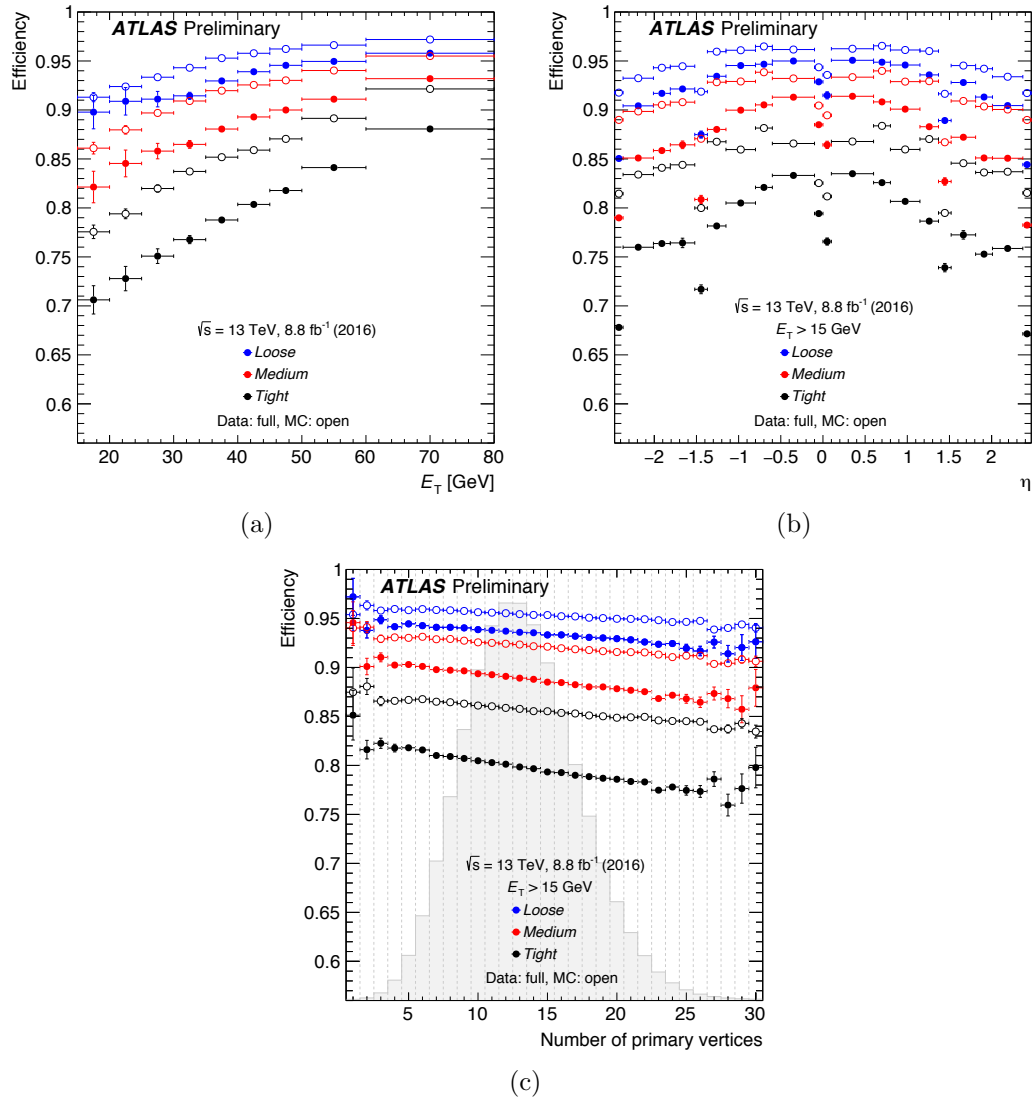 ATLAS Preliminary
Efficiency
1
0.95
0.9
0.85
0.8
0.75
0.7
0.65
0.6
√s = 13 TeV, 8.8 fb⁻¹ (2016)
Loose
Medium
Tight
Data: full, MC: open
20 30 40 50 60 70 80
E_T [GeV]
(a)
ATLAS Preliminary
Efficiency
1
0.95
0.9
0.85
0.8
0.75
0.7
0.65
0.6
√s = 13 TeV, 8.8 fb⁻¹ (2016)
E_T > 15 GeV
Loose
Medium
Tight
Data: full, MC: open
−2 −1.5 −1 −0.5 0 0.5 1 1.5 2
η
(b)
ATLAS Preliminary
Efficiency
1
0.95
0.9
0.85
0.8
0.75
0.7
0.65
0.6
√s = 13 TeV, 8.8 fb⁻¹ (2016)
E_T > 15 GeV
Loose
Medium
Tight
Data: full, MC: open
5 10 15 20 25 30
Number of primary vertices
(c)